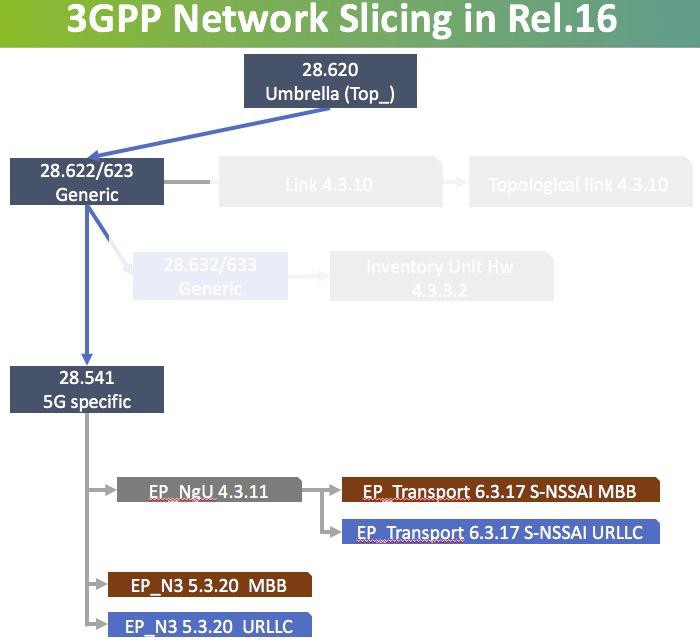 3GPP Network Slicing in Rel.16
28.620
Umbrella (Top_)
28.622/623
Generic
Link 4.3.10
Topological link 4.3.10
28.632/633
Generic
Inventory Unit Hw
4.3.3.2
28.541
5G specific
EP_NgU 4.3.11
EP_Transport 6.3.17 S-NSSAI MBB
EP_Transport 6.3.17 S-NSSAI URLLC
EP_N3 5.3.20 MBB
EP_N3 5.3.20 URLLC